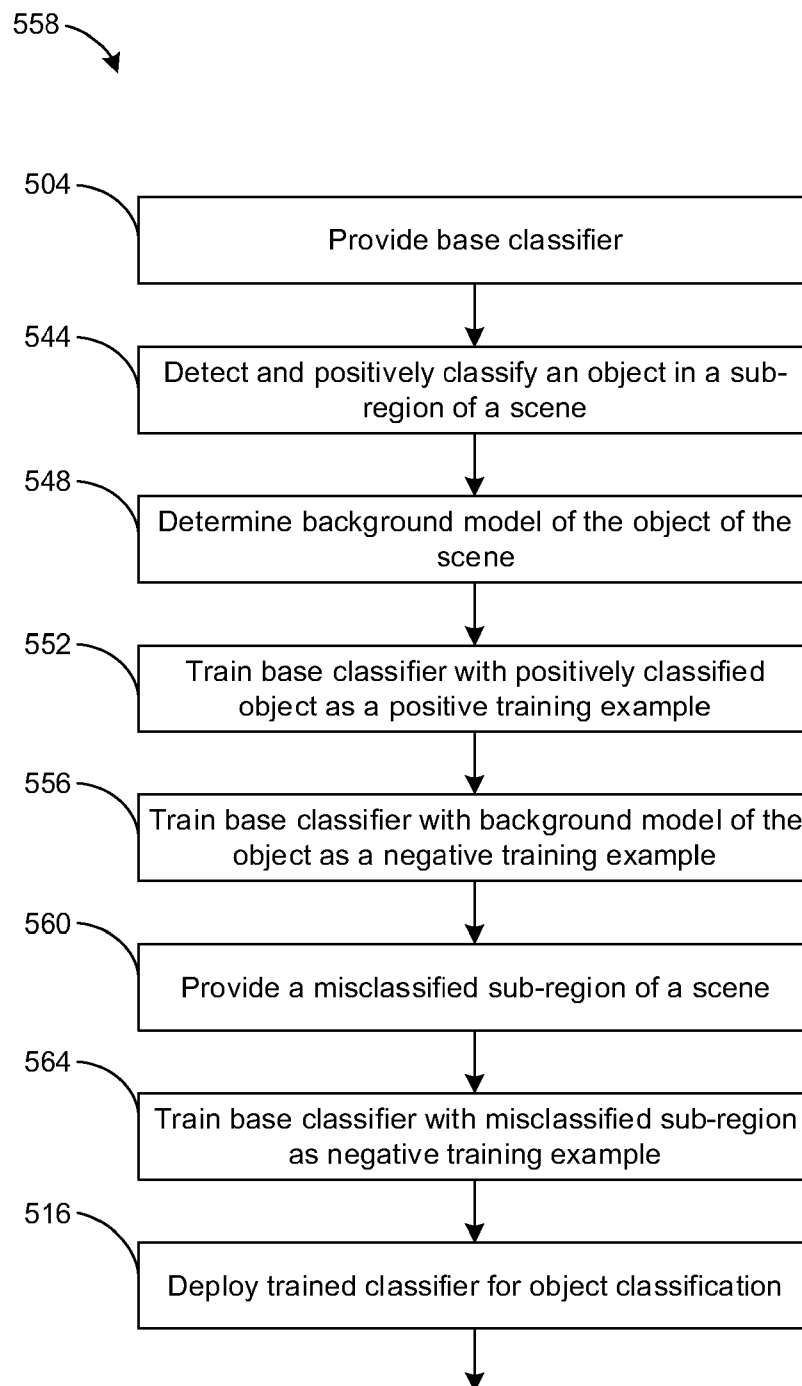 558
504
Provide base classifier
544
Detect and positively classify an object in a sub-
region of a scene
548
Determine background model of the object of the
scene
552
Train base classifier with positively classified
object as a positive training example
556
Train base classifier with background model of the
object as a negative training example
560
Provide a misclassified sub-region of a scene
564
Train base classifier with misclassified sub-region
as negative training example
516
Deploy trained classifier for object classification